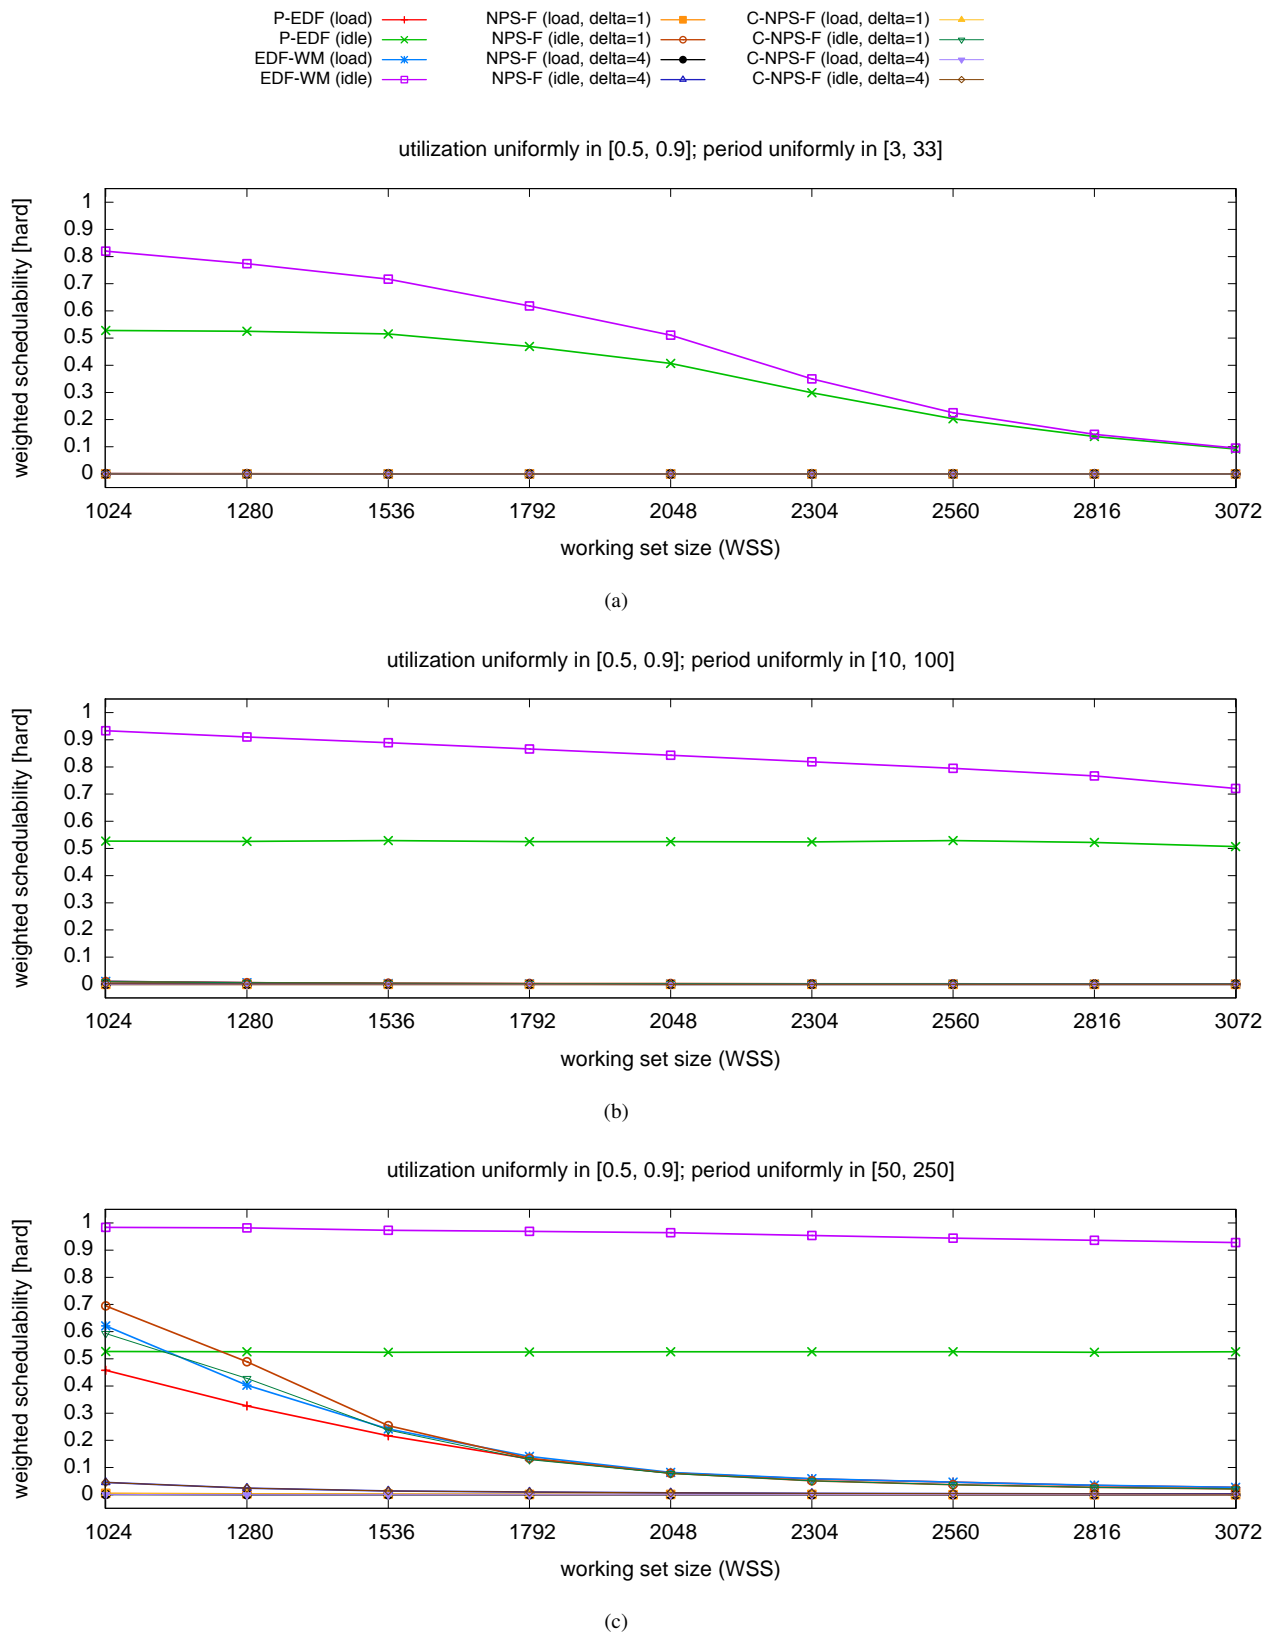 P-EDF (load)
P-EDF (idle)
EDF-WM (load)
EDF-WM (idle)
NPS-F (load, delta=1)
NPS-F (idle, delta=1)
NPS-F (load, delta=4)
NPS-F (idle, delta=4)
C-NPS-F (load, delta=1)
C-NPS-F (idle, delta=1)
C-NPS-F (load, delta=4)
C-NPS-F (idle, delta=4)
utilization uniformly in [0.5, 0.9]; period uniformly in [3, 33]
weighted schedulability [hard]
1
0.9
0.8
0.7
0.6
0.5
0.4
0.3
0.2
0.1
0
1024 1280 1536 1792 2048 2304 2560 2816 3072
working set size (WSS)
(a)
utilization uniformly in [0.5, 0.9]; period uniformly in [10, 100]
weighted schedulability [hard]
1
0.9
0.8
0.7
0.6
0.5
0.4
0.3
0.2
0.1
0
1024 1280 1536 1792 2048 2304 2560 2816 3072
working set size (WSS)
(b)
utilization uniformly in [0.5, 0.9]; period uniformly in [50, 250]
weighted schedulability [hard]
1
0.9
0.8
0.7
0.6
0.5
0.4
0.3
0.2
0.1
0
1024 1280 1536 1792 2048 2304 2560 2816 3072
working set size (WSS)
(c)